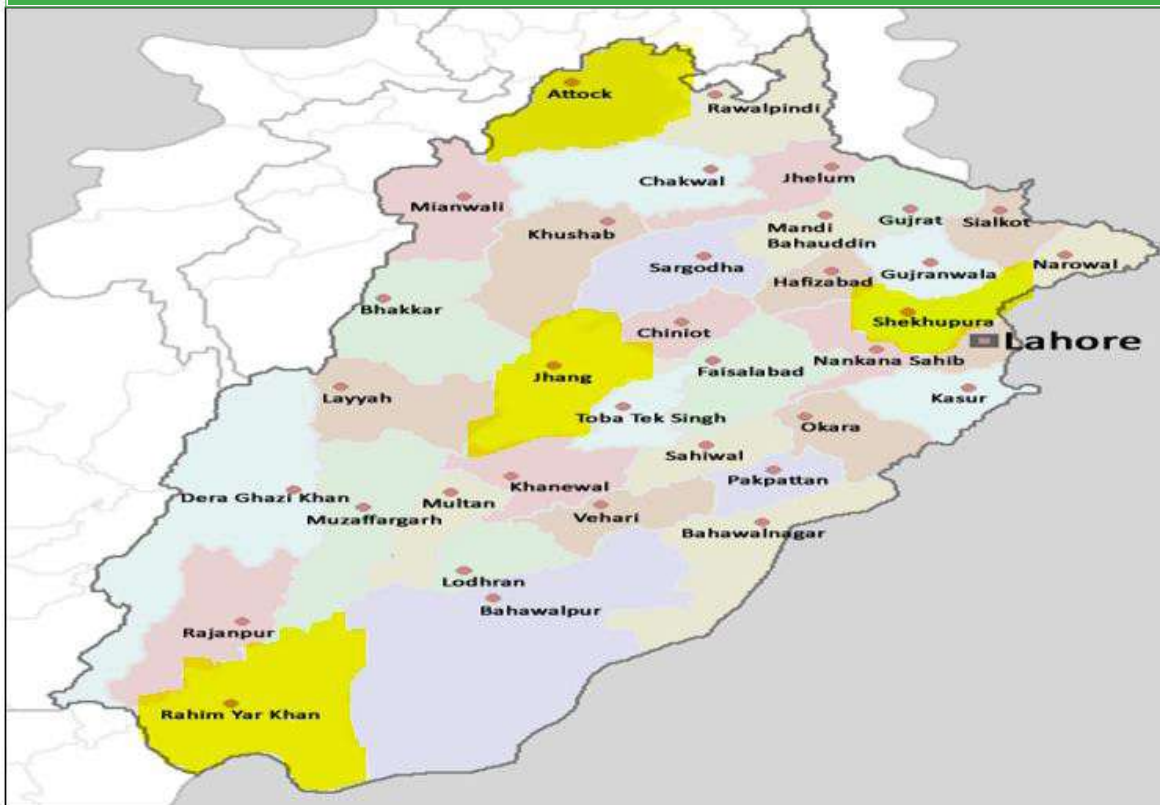 Attock
Rawalpindi
Chakwal
Jhelum
Mianwali
Khushab
Mandi
Bahauddin
Gujrat
Sialkot
Sargodha
Hafizabad
Gujranwala
Narowal
Bhakkar
Chiniot
Shekhupura
Lahore
Nankana Sahib
Faisalabad
Jhang
Layyah
Toba Tek Singh
Kasur
Okara
Sahiwal
Pakpattan
Dera Ghazi Khan
Muzaffargarh
Multan
Khanewal
Vehari
Bahawalnagar
Lodhran
Bahawalpur
Rajanpur
Rahim Yar Khan